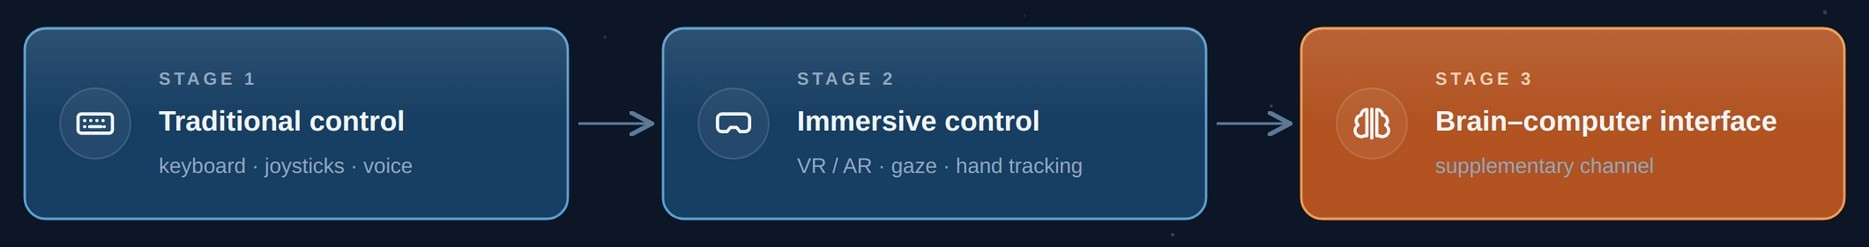 STAGE 1
Traditional control
keyboard · joysticks · voice
STAGE 2
Immersive control
VR / AR · gaze · hand tracking
STAGE 3
Brain–computer interface
supplementary channel